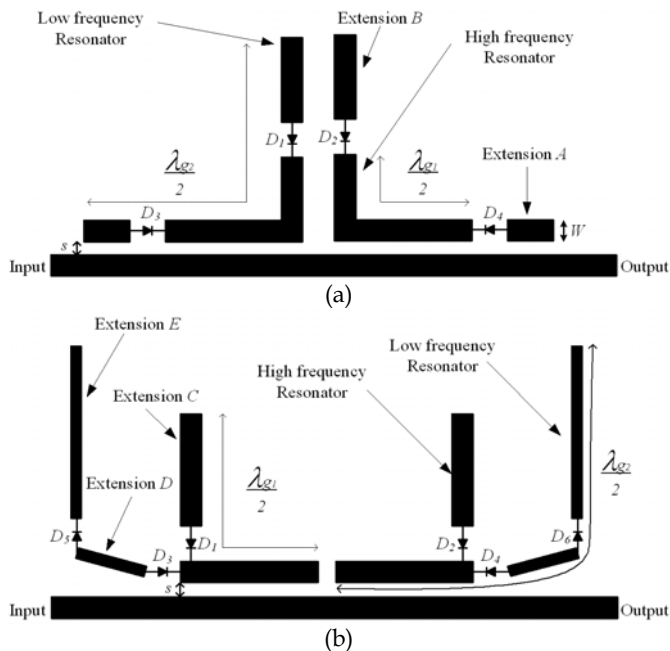 Low frequency
Resonator
Extension B
High frequency
Resonator
D1
D2
λg2
2
λg1
2
Extension A
D3
D4
W
s
Input
Output
(a)
Extension E
Low frequency
Resonator
High frequency
Resonator
Extension C
λg1
2
λg2
2
Extension D
D5
D1
D2
D6
D3
D4
s
Input
Output
(b)